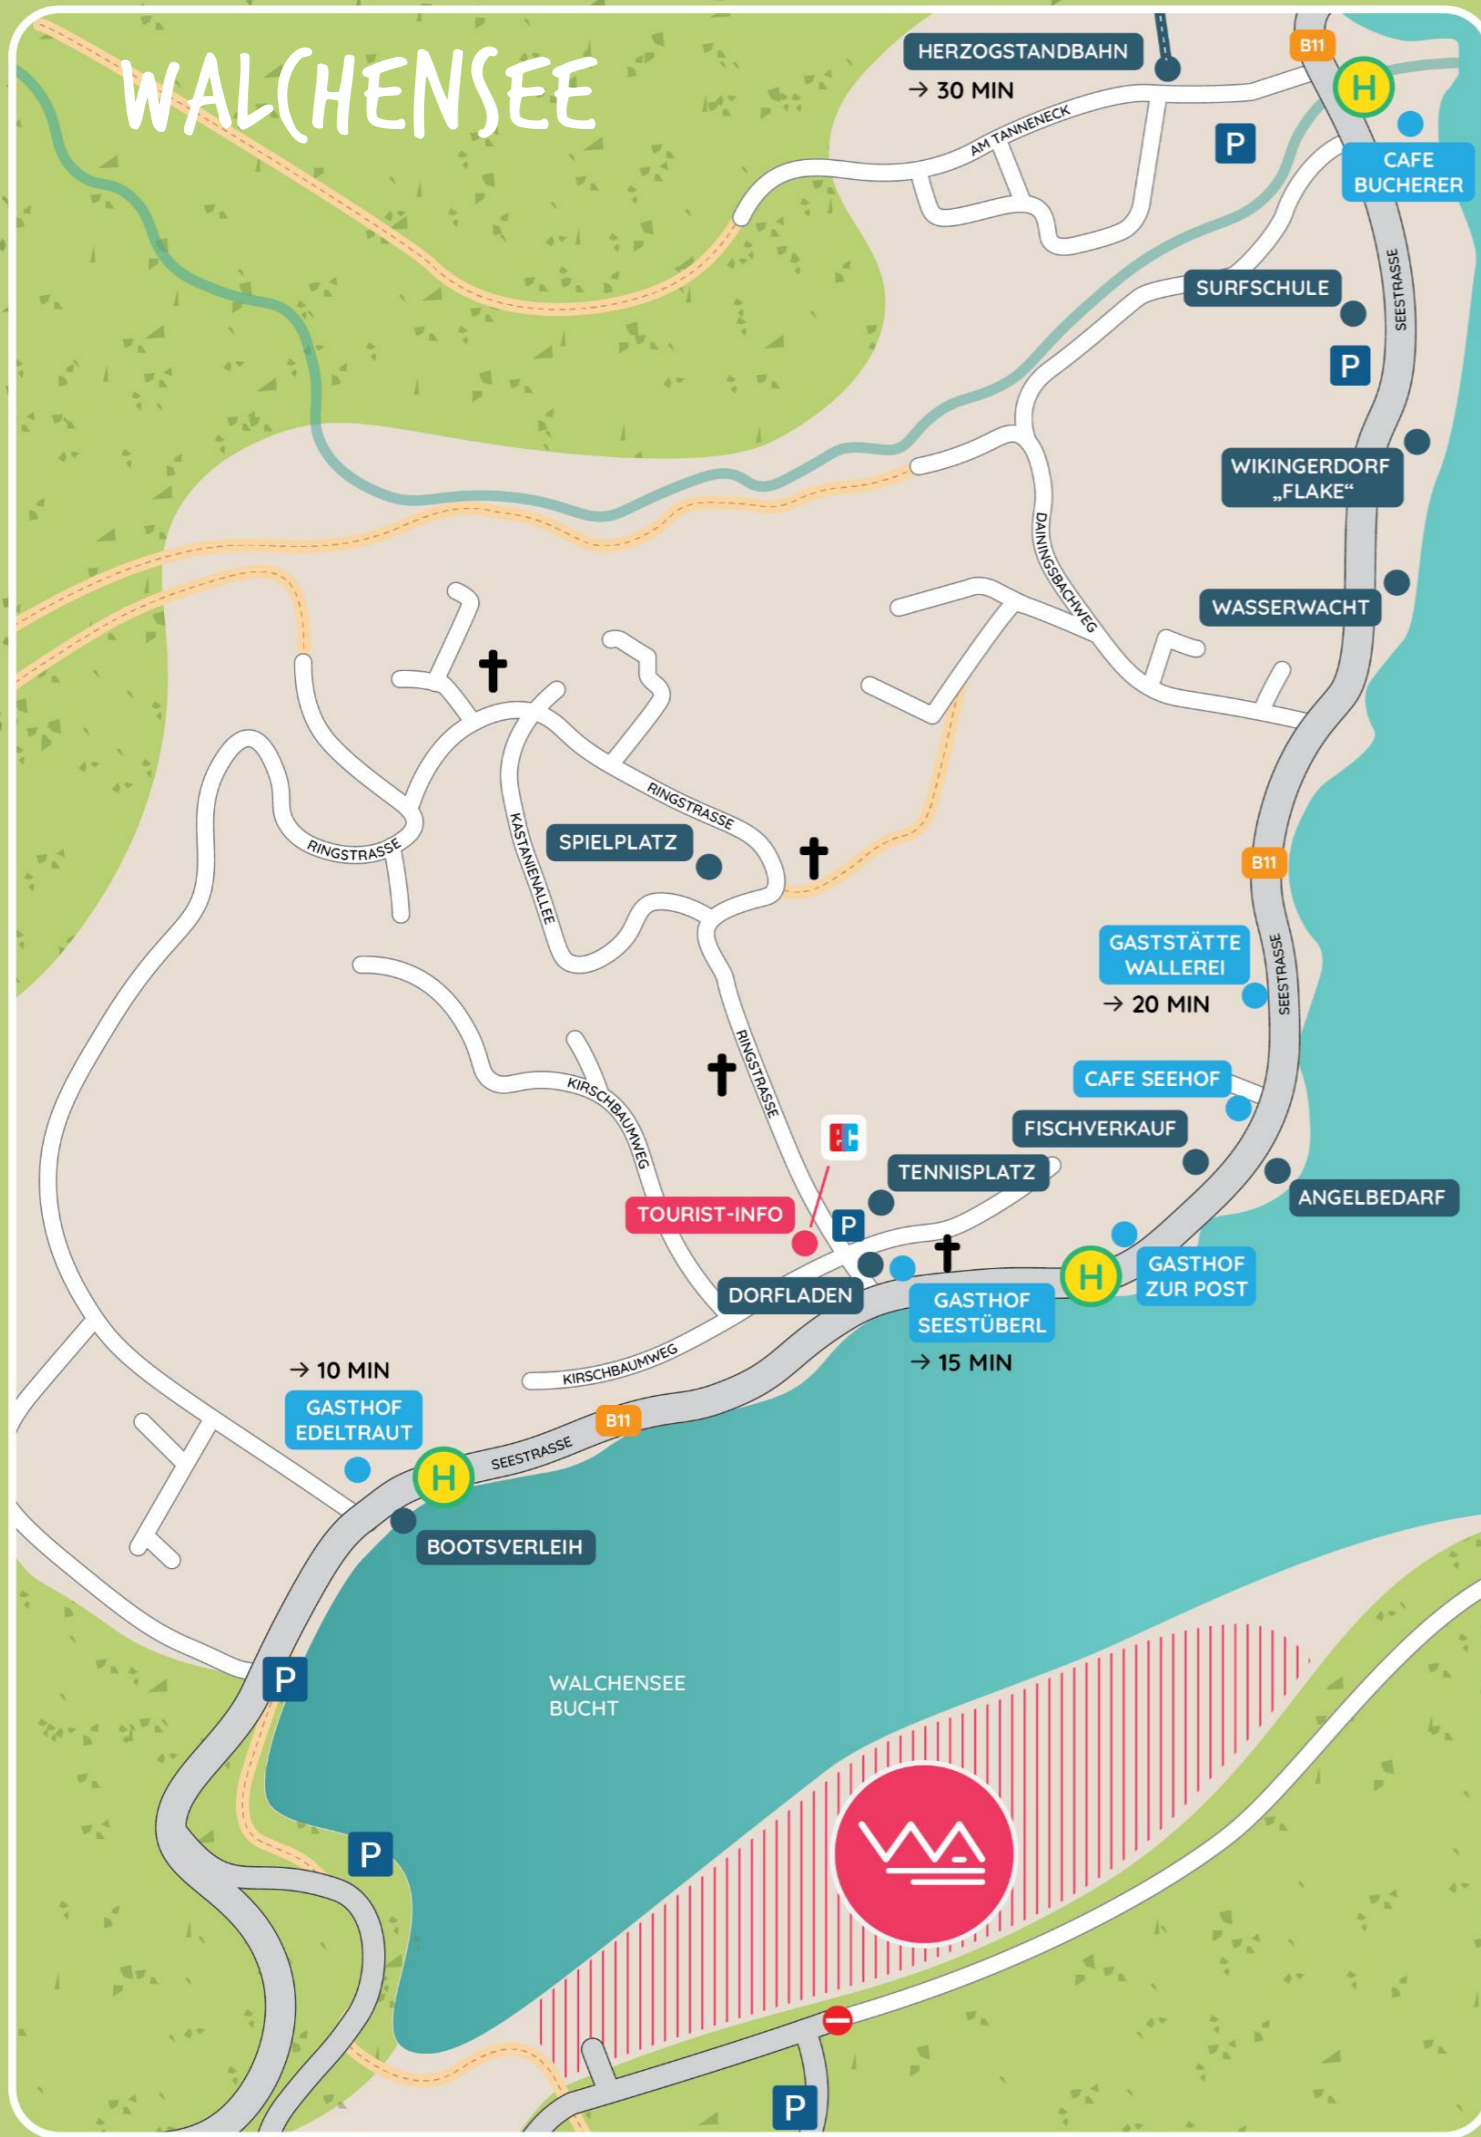 WALCHENSEE
HERZOGSTANDBAHN
→ 30 MIN
B11
H
P
AM TANNENECK
CAFE
BUCHERER
SEESTRASSE
SURFSCHULE
P
WIKINGERDORF
„FLAKE“
DAININGSBACHWEG
WASSERWACHT
RINGSTRASSE
RINGSTRASSE
KASTANIENALLEE
SPIELPLATZ
B11
GASTSTÄTTE
WALLEREI
→ 20 MIN
SEESTRASSE
RINGSTRASSE
KIRSCHBAUMWEG
CAFE SEEHOF
FISCHVERKAUF
EC
TENNISPLATZ
ANGELBEDARF
TOURIST-INFO
P
H
GASTHOF
ZUR POST
DORFLADEN
GASTHOF
SEESTÜBERL
→ 15 MIN
KIRSCHBAUMWEG
→ 10 MIN
GASTHOF
EDELTRAUT
B11
SEESTRASSE
H
BOOTSVERLEIH
P
WALCHENSEE
BUCHT
P
P